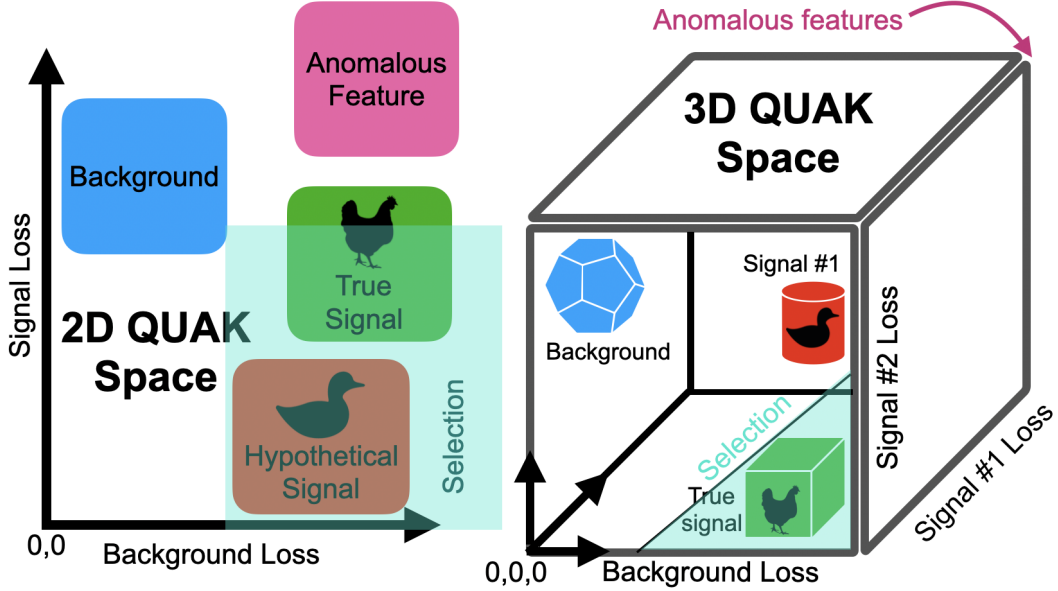 Signal Loss
Background
Anomalous
Feature
True
Signal
2D QUAK
Space
Hypothetical
Signal
Selection
0,0
Background Loss
Anomalous features
3D QUAK
Space
Background
Signal #1
Selection
True
signal
Signal #2 Loss
Signal #1 Loss
0,0,0
Background Loss